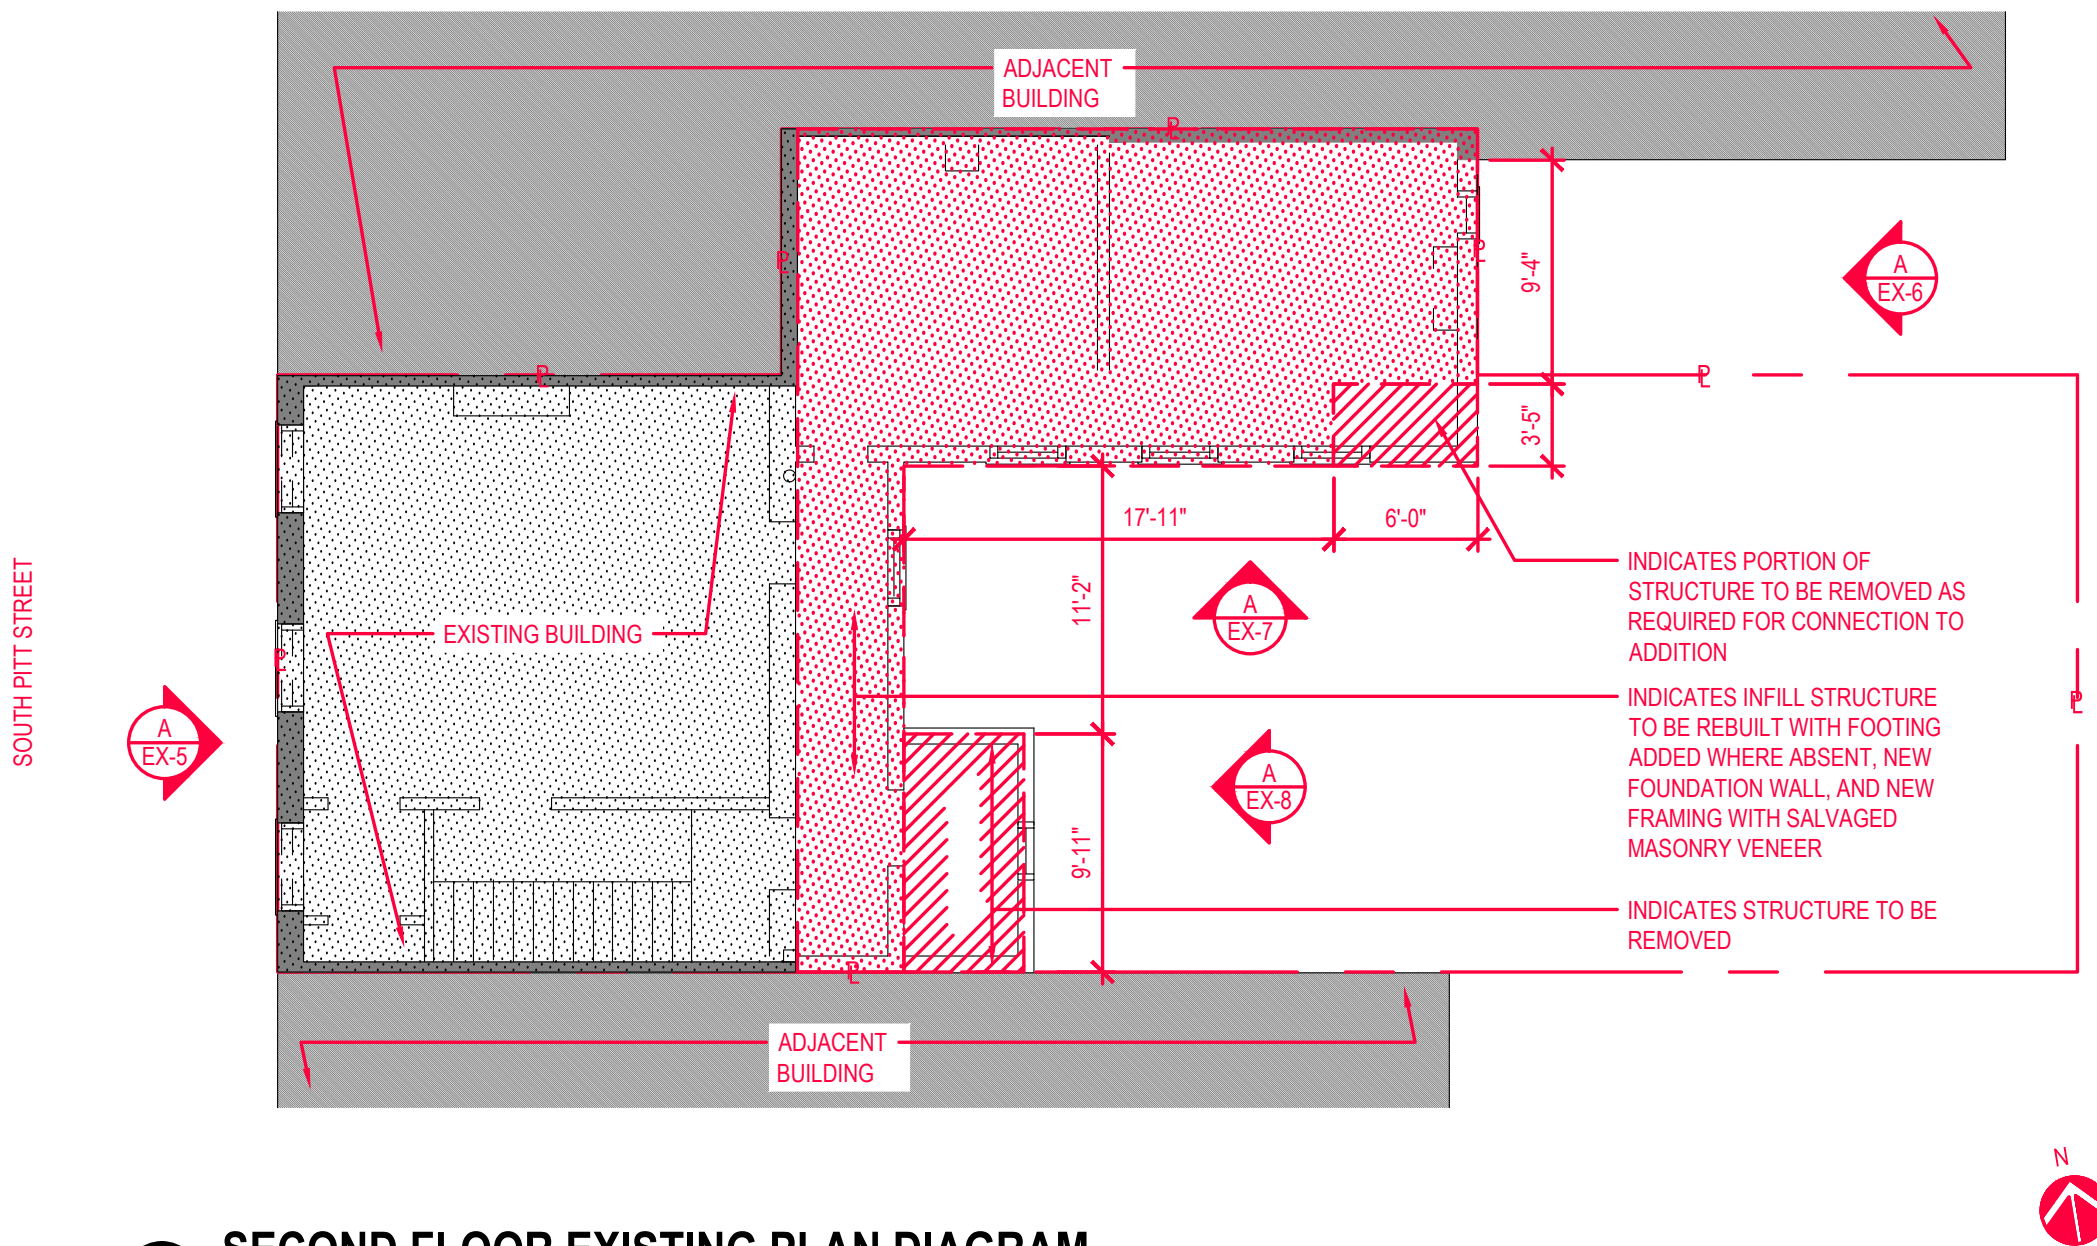 ADJACENT
BUILDING
A
EX-6
9'-4"
3'-5"
17'-11"
6'-0"
11'-2"
9'-11"
INDICATES PORTION OF
STRUCTURE TO BE REMOVED AS
REQUIRED FOR CONNECTION TO
ADDITION
A
EX-7
EXISTING BUILDING
SOUTH PITT STREET
A
EX-5
INDICATES INFILL STRUCTURE
TO BE REBUILT WITH FOOTING
ADDED WHERE ABSENT, NEW
FOUNDATION WALL, AND NEW
FRAMING WITH SALVAGED
MASONRY VENEER
A
EX-8
INDICATES STRUCTURE TO BE
REMOVED
ADJACENT
BUILDING
N
SECOND FLOOR EXISTING PLAN DIAGRAM